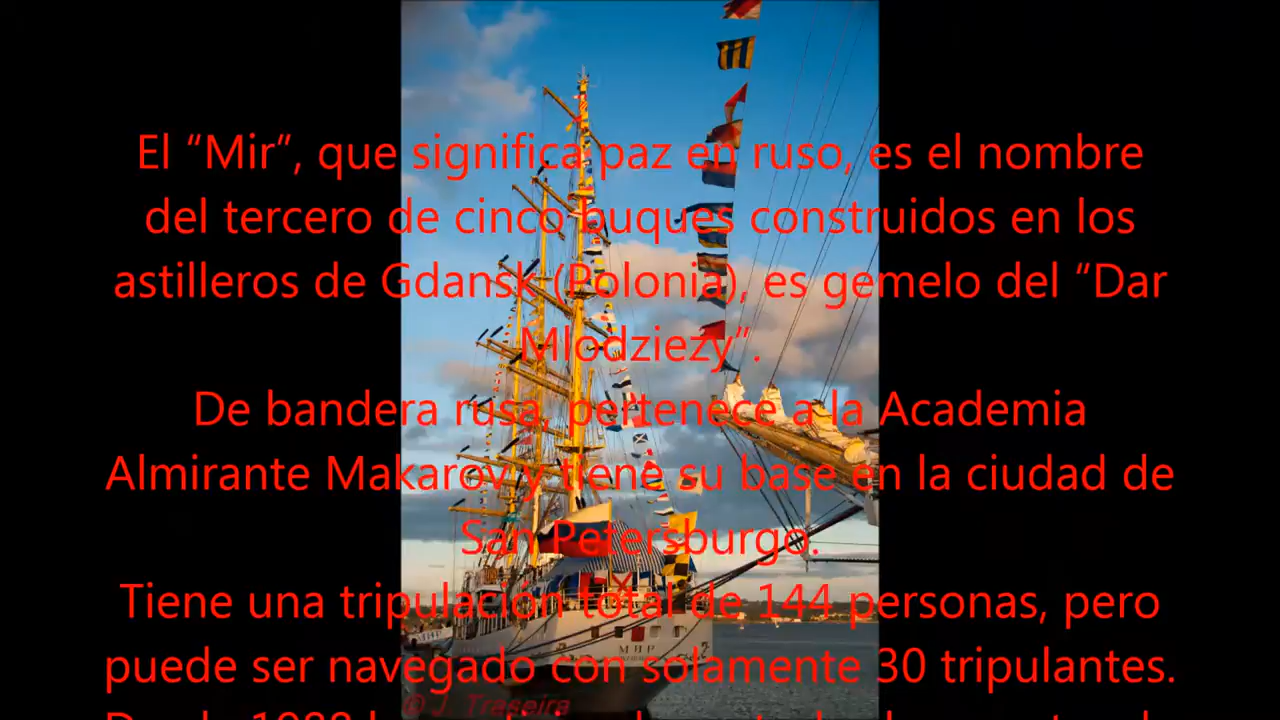 El “Mir”, que significa paz en ruso, es el nombre
del tercero de cinco buques construidos en los
astilleros de Gdansk (Polonia), es gemelo del “Dar
Mlodziezy”.
De bandera rusa, pertenece a la Academia
Almirante Makarov y tiene su base en la ciudad de
San Petersburgo.
Tiene una tripulación total de 144 personas, pero
puede ser navegado con solamente 30 tripulantes.
МИР
© J. Traseira